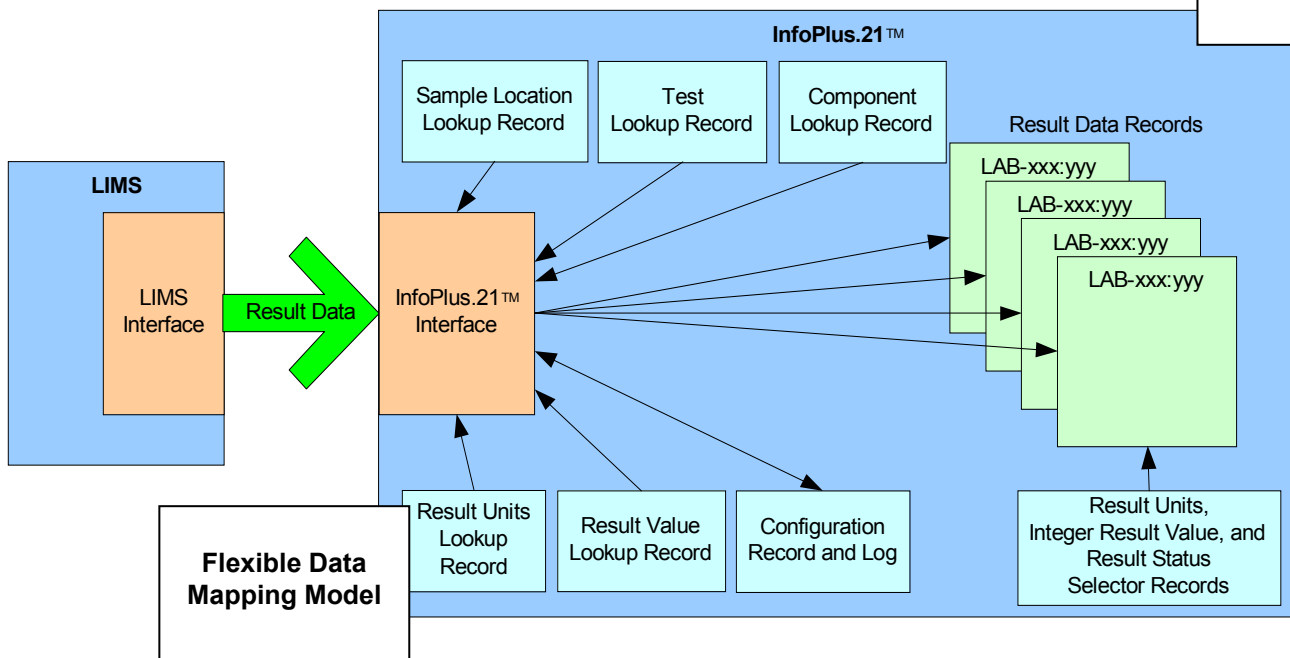 InfoPlus.21™
Sample Location
Lookup Record
Test
Lookup Record
Component
Lookup Record
Result Data Records
LAB-xxx:yyy
LAB-xxx:yyy
LAB-xxx:yyy
LAB-xxx:yyy
LIMS
LIMS
Interface
Result Data
InfoPlus.21™
Interface
Result Units
Lookup
Record
Result Value
Lookup Record
Configuration
Record and Log
Result Units,
Integer Result Value, and
Result Status
Selector Records
Flexible Data
Mapping Model